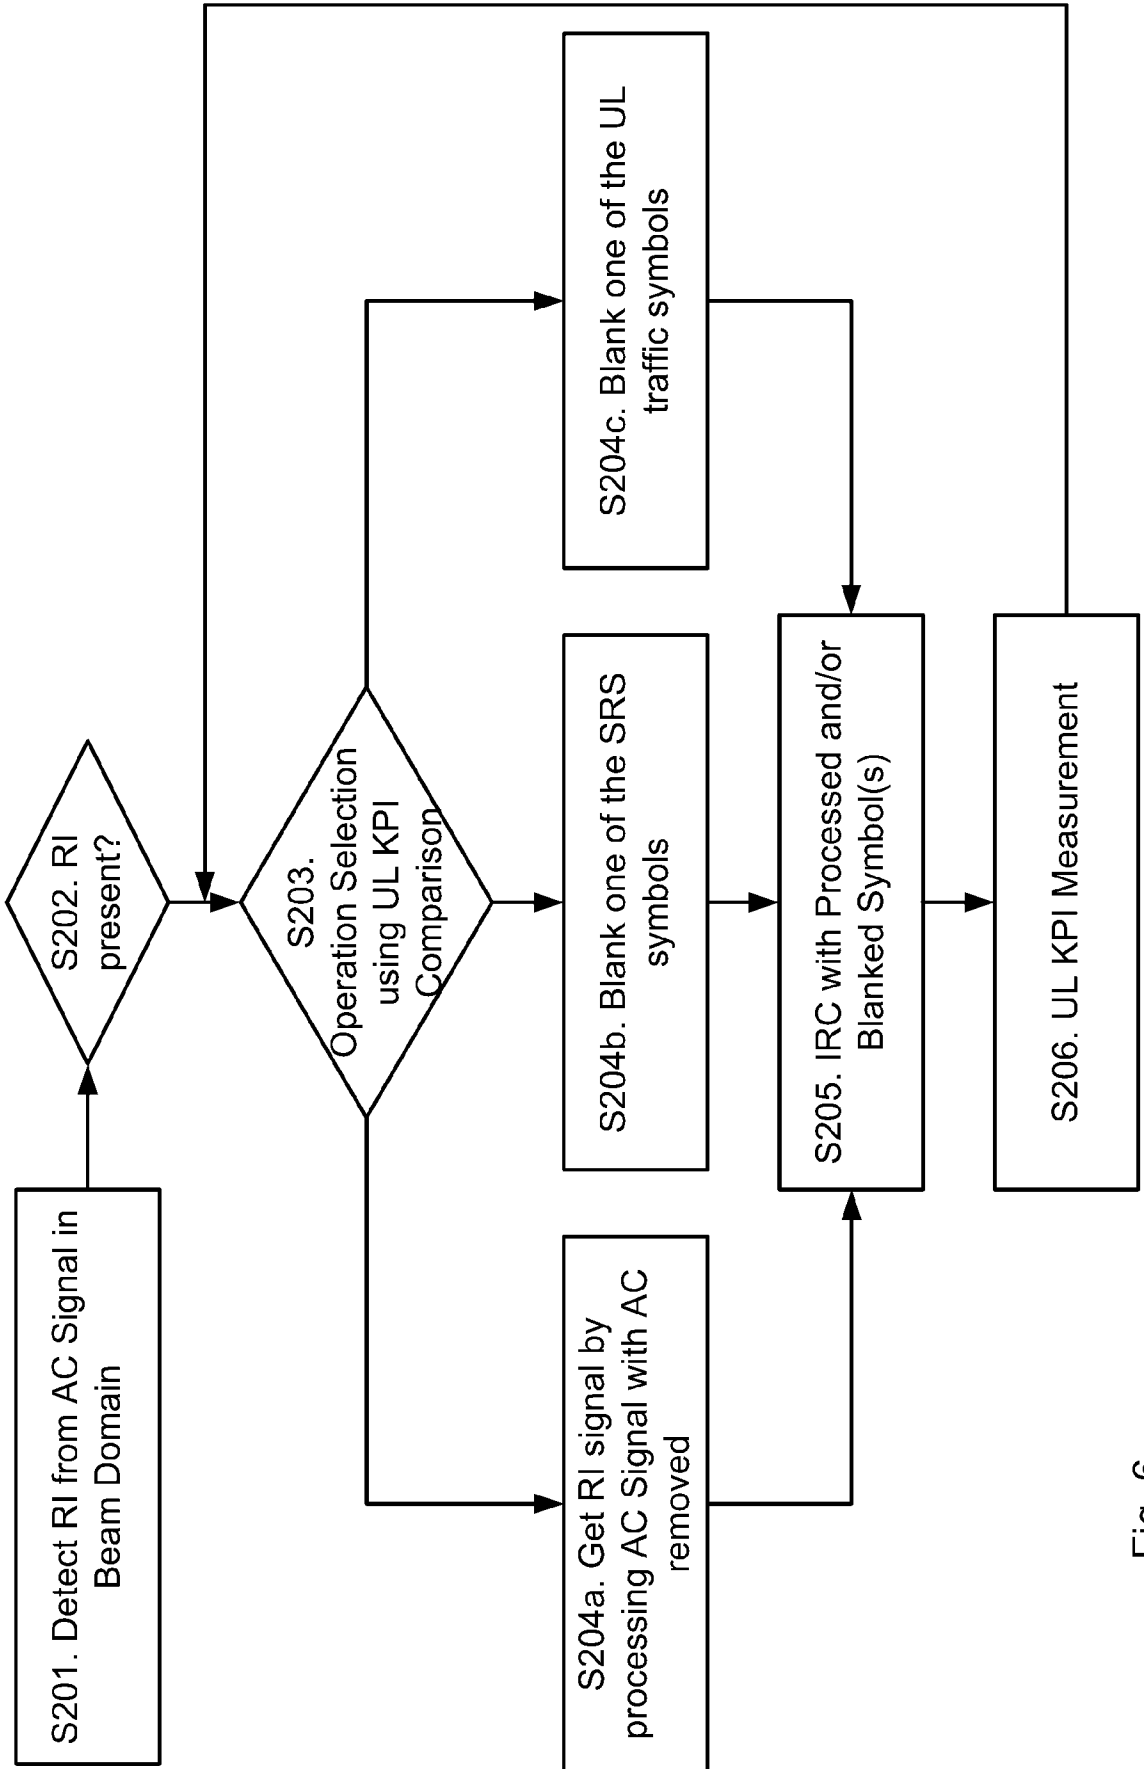 S201. Detect RI from AC Signal in
Beam Domain
S202. RI
present?
S203.
Operation Selection
using UL KPI
Comparison
S204a. Get RI signal by
processing AC Signal with AC
removed
S204b. Blank one of the SRS
symbols
S204c. Blank one of the UL
traffic symbols
S205. IRC with Processed and/or
Blanked Symbol(s)
S206. UL KPI Measurement
Fig. 6